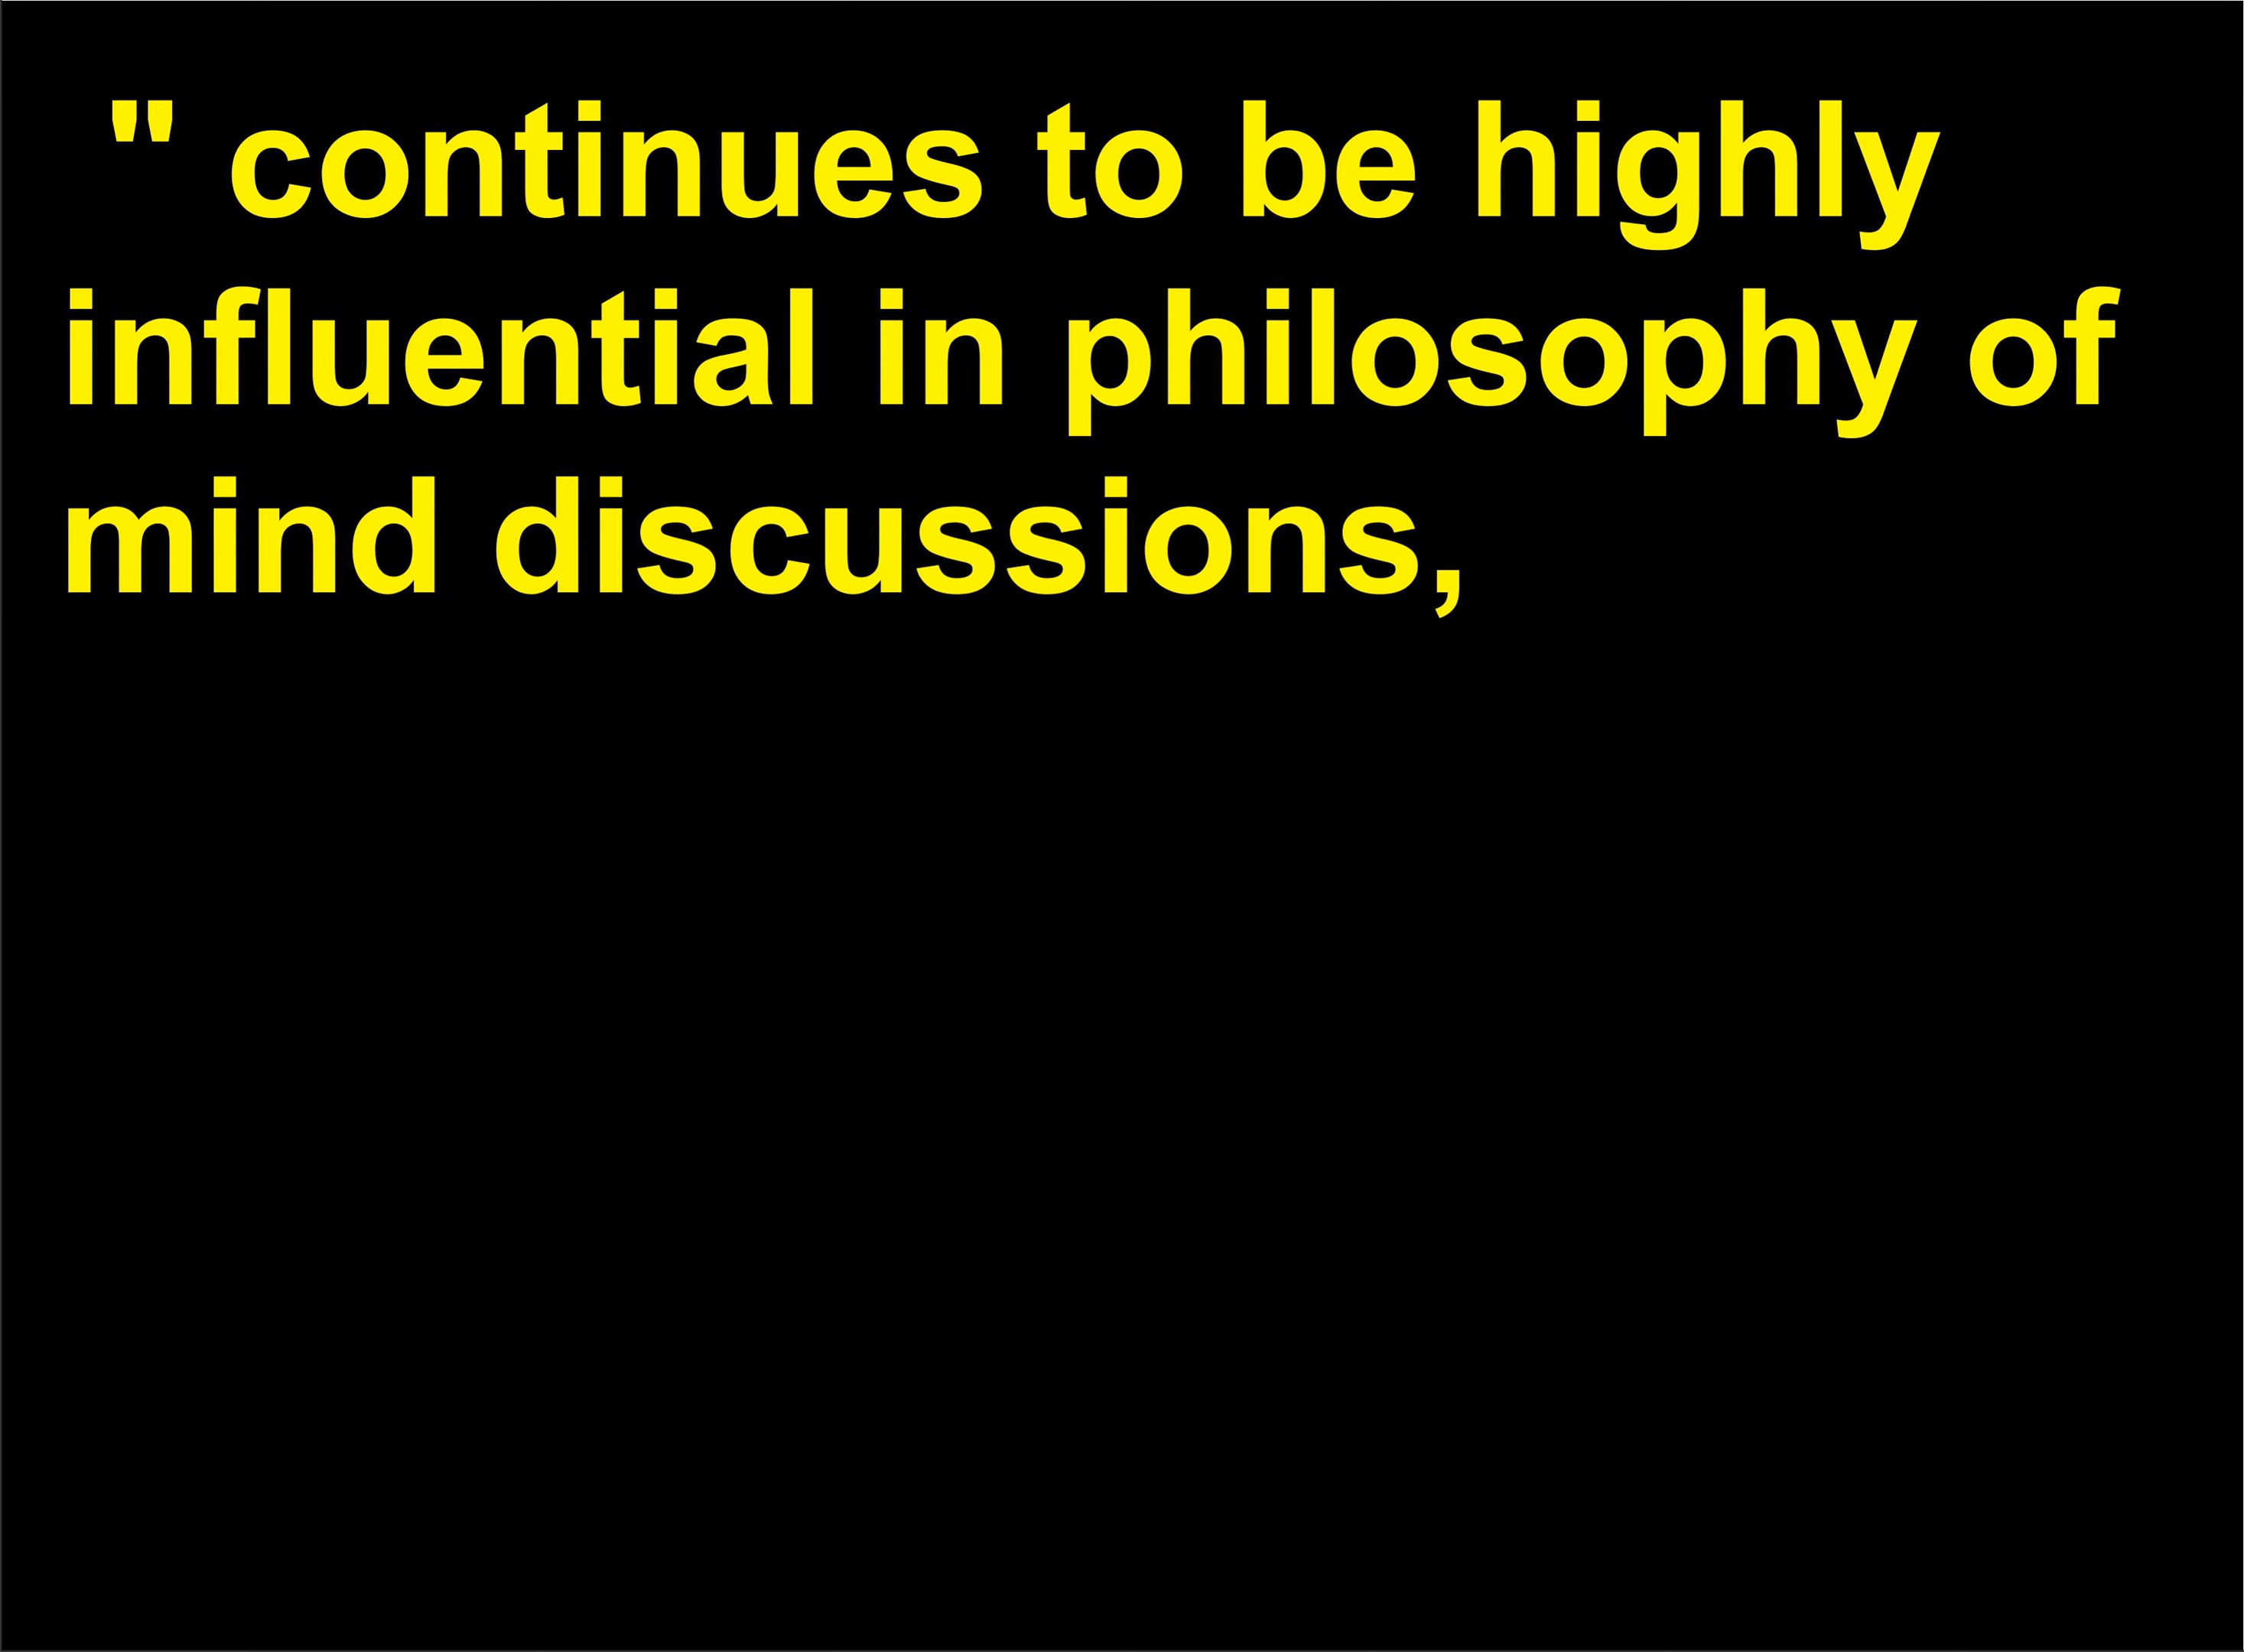 " continues to be highly
influential in philosophy of
mind discussions,